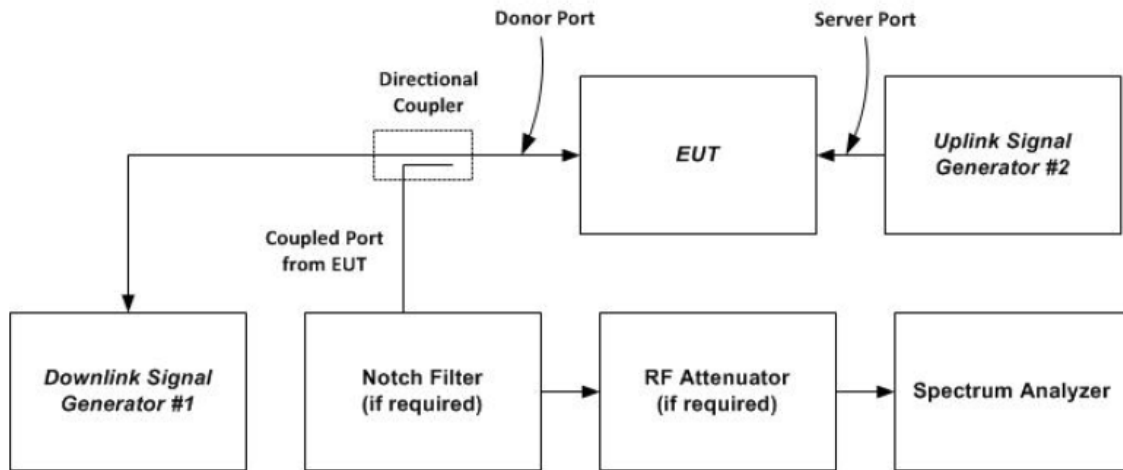 Donor Port
Server Port
Directional
Coupler
EUT
Uplink Signal
Generator #2
Coupled Port
from EUT
Downlink Signal
Generator #1
Notch Filter
(if required)
RF Attenuator
(if required)
Spectrum Analyzer